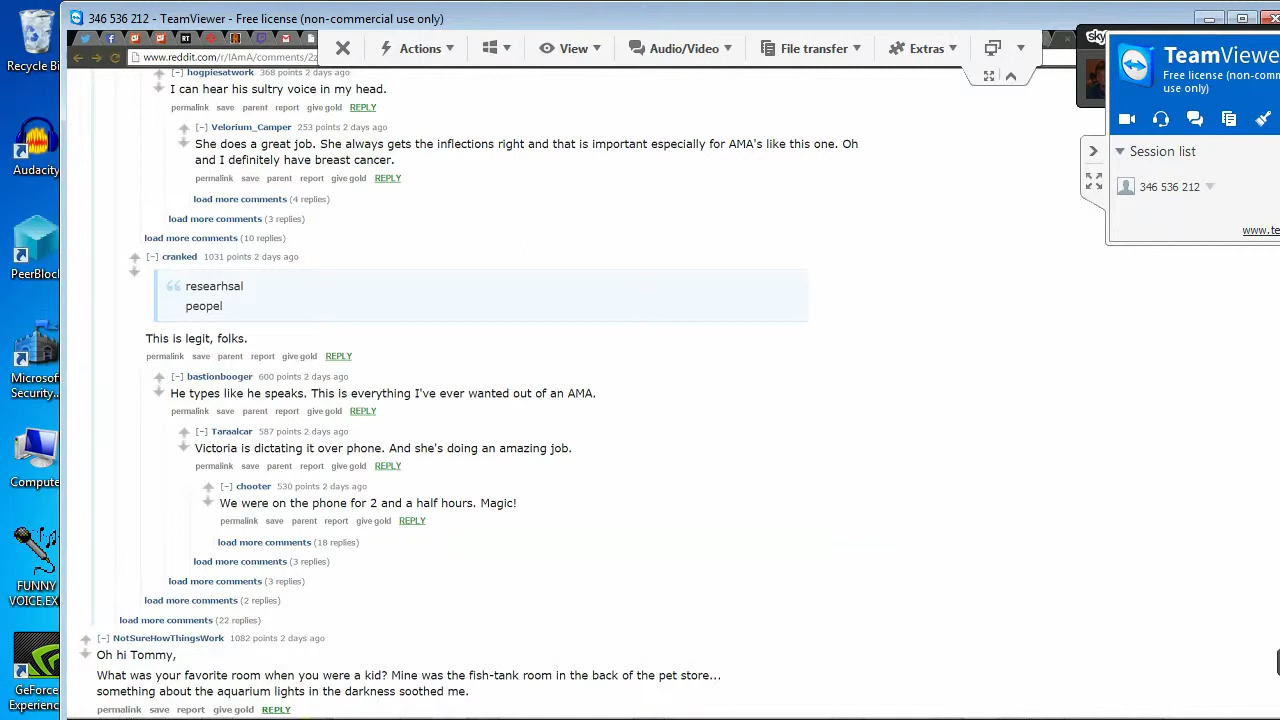 346 536 212 - TeamViewer - Free license (non-commercial use only)
Recycle Bi
Actions
View
Audio/Video
File transfer
Extras
sky
TeamViewer
Free license (non-comm
use only)
www.reddit.com/r/IAmA/comments/2z
hogpiesatwork 368 points 2 days ago
I can hear his sultry voice in my head.
permalink save parent report give gold REPLY
[-] Velorium_Camper 253 points 2 days ago
She does a great job. She always gets the inflections right and that is important especially for AMA's like this one. Oh
and I definitely have breast cancer.
permalink save parent report give gold REPLY
load more comments (4 replies)
load more comments (3 replies)
load more comments (10 replies)
Session list
346 536 212
www.te
Audacity
PeerBlock
Microsof
Security...
Compute
FUNNY
VOICE.EX
GeForce
Experienc
[-] cranked 1031 points 2 days ago
researhsal
peopel
This is legit, folks.
permalink save parent report give gold REPLY
[-] bastionbooger 600 points 2 days ago
He types like he speaks. This is everything I've ever wanted out of an AMA.
permalink save parent report give gold REPLY
[-] Taraalcar 587 points 2 days ago
Victoria is dictating it over phone. And she's doing an amazing job.
permalink save parent report give gold REPLY
[-] chooter 530 points 2 days ago
We were on the phone for 2 and a half hours. Magic!
permalink save parent report give gold REPLY
load more comments (18 replies)
load more comments (3 replies)
load more comments (3 replies)
load more comments (2 replies)
load more comments (22 replies)
[-] NotSureHowThingsWork 1082 points 2 days ago
Oh hi Tommy,
What was your favorite room when you were a kid? Mine was the fish-tank room in the back of the pet store...
something about the aquarium lights in the darkness soothed me.
permalink save report give gold REPLY